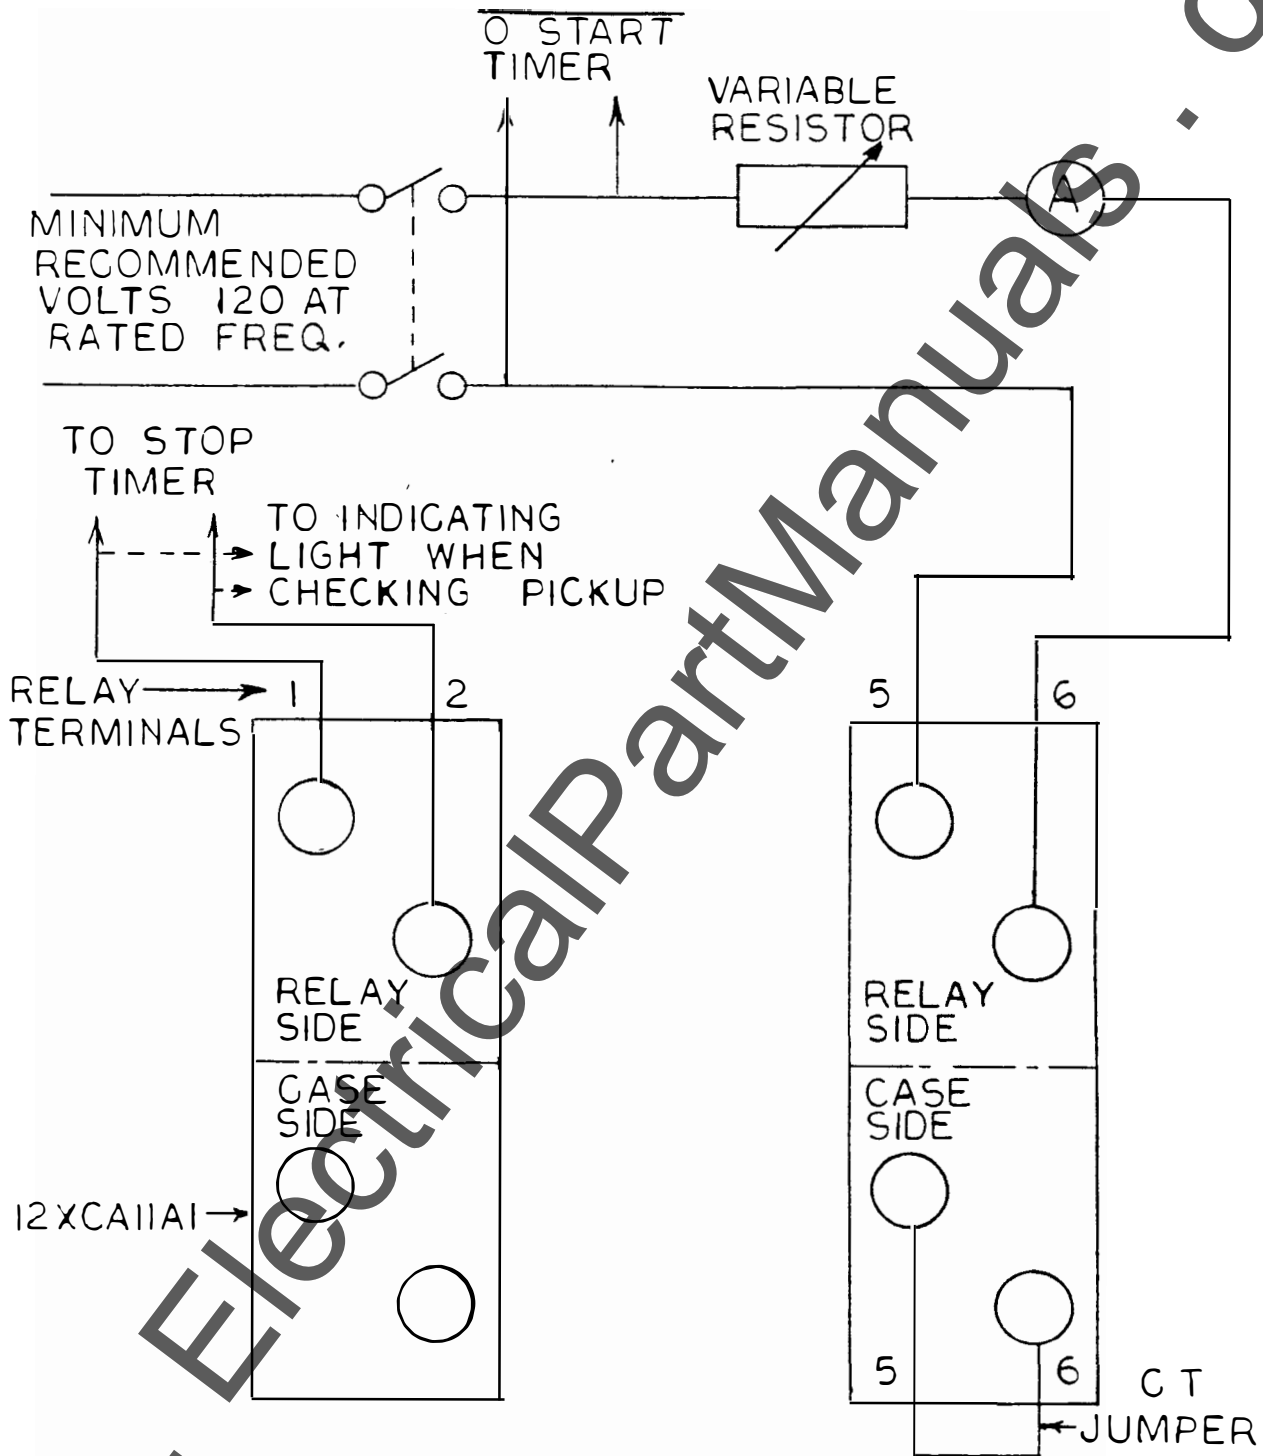 O START
TIMER
VARIABLE
RESISTOR
A
MINIMUM
RECOMMENDED
VOLTS 120 AT
RATED FREQ.
TO STOP
TIMER
TO INDICATING
LIGHT WHEN
CHECKING PICKUP
RELAY
TERMINALS
1 2
5 6
RELAY
SIDE
CASE
SIDE
RELAY
SIDE
CASE
SIDE
12XCA11A1
5 6
CT
JUMPER
ElectricalPartManuals .